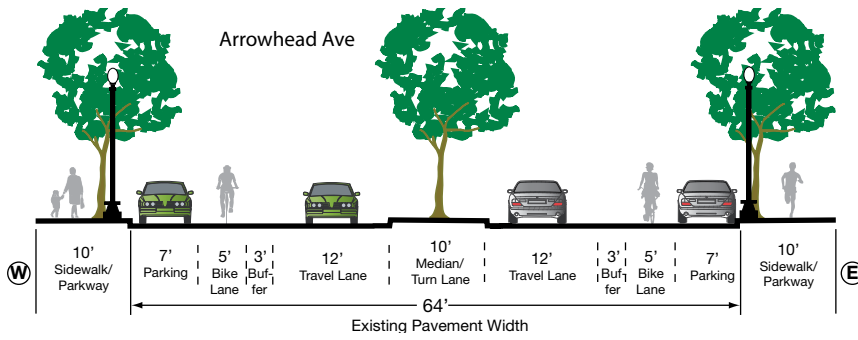 Arrowhead Ave
W
10’
Sidewalk/
Parkway
7’
Parking
5’
Bike
Lane
3’
Buf-
fer
12’
Travel Lane
10’
Median/
Turn Lane
12’
Travel Lane
3’
Buf-
fer
5’
Bike
Lane
7’
Parking
10’
Sidewalk/
Parkway
E
64’
Existing Pavement Width